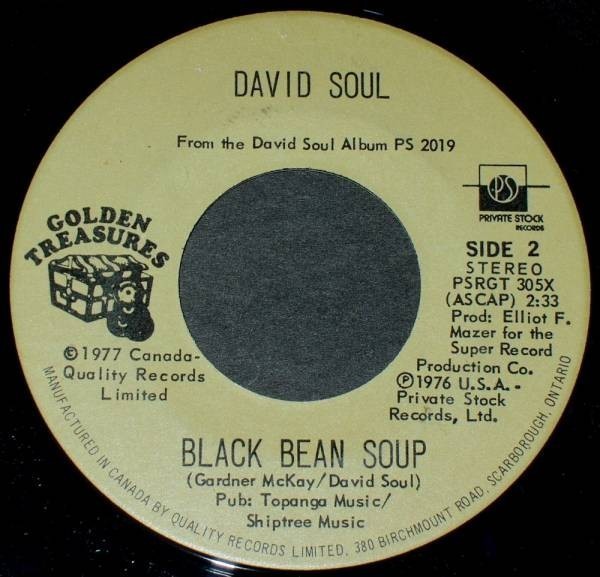 DAVID SOUL
From the David Soul Album PS 2019
GOLDEN
TREASURES
PS
PRIVATE STOCK
RECORDS
SIDE 2
STEREO
PSRGT 305X
(ASCAP) 2:33
Prod: Elliot F.
Mazer for the
Super Record
Production Co.
Ⓟ1976 U.S.A.-
Private Stock
Records, Ltd.
©1977 Canada-
Quality Records
Limited
BLACK BEAN SOUP
(Gardner McKay/David Soul)
Pub: Topanga Music/
Shiptree Music
MANUFACTURED IN CANADA BY QUALITY RECORDS LIMITED, 380 BIRCHMOUNT ROAD, SCARBOROUGH, ONTARIO